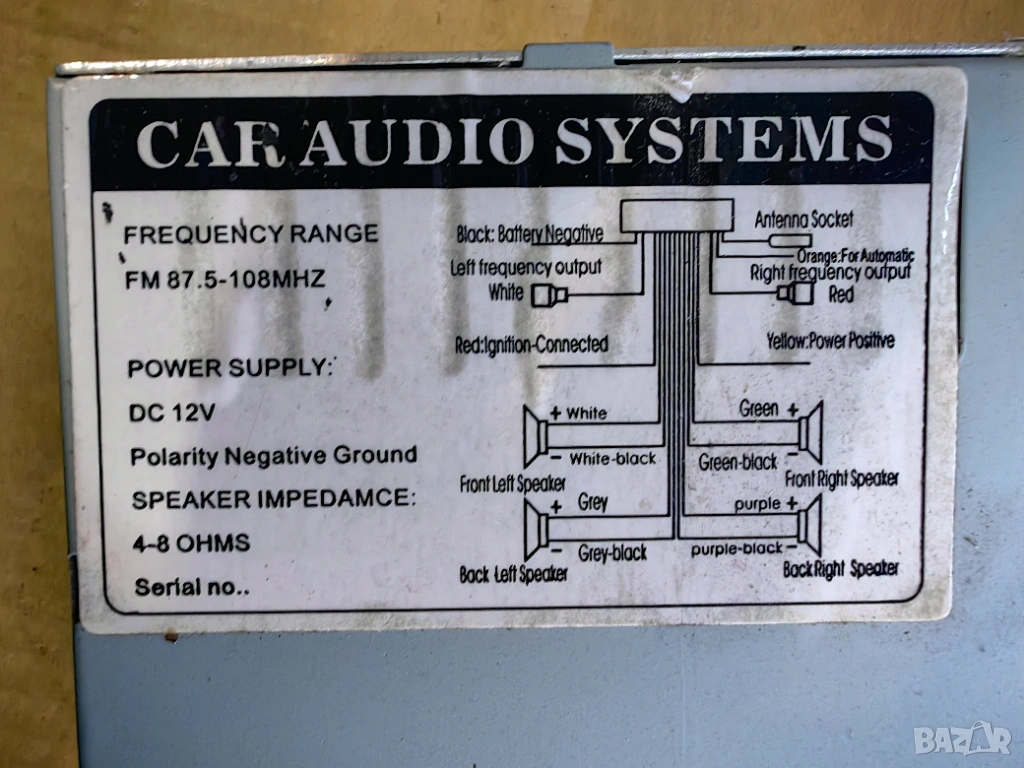 CAR AUDIO SYSTEMS
FREQUENCY RANGE
FM 87.5-108MHZ
POWER SUPPLY:
DC 12V
Polarity Negative Ground
SPEAKER IMPEDAMCE:
4-8 OHMS
Serial no..
Black: Battery Negative
Antenna Socket
Orange:For Automatic
Left frequency output
White
Right frequency output
Red
Red:Ignition-Connected
Yellow:Power Positive
+ White
- White-black
Front Left Speaker
Green +
Green-black -
Front Right Speaker
+ Grey
- Grey-black
Back Left Speaker
purple +
purple-black -
Back Right Speaker
BAZAR